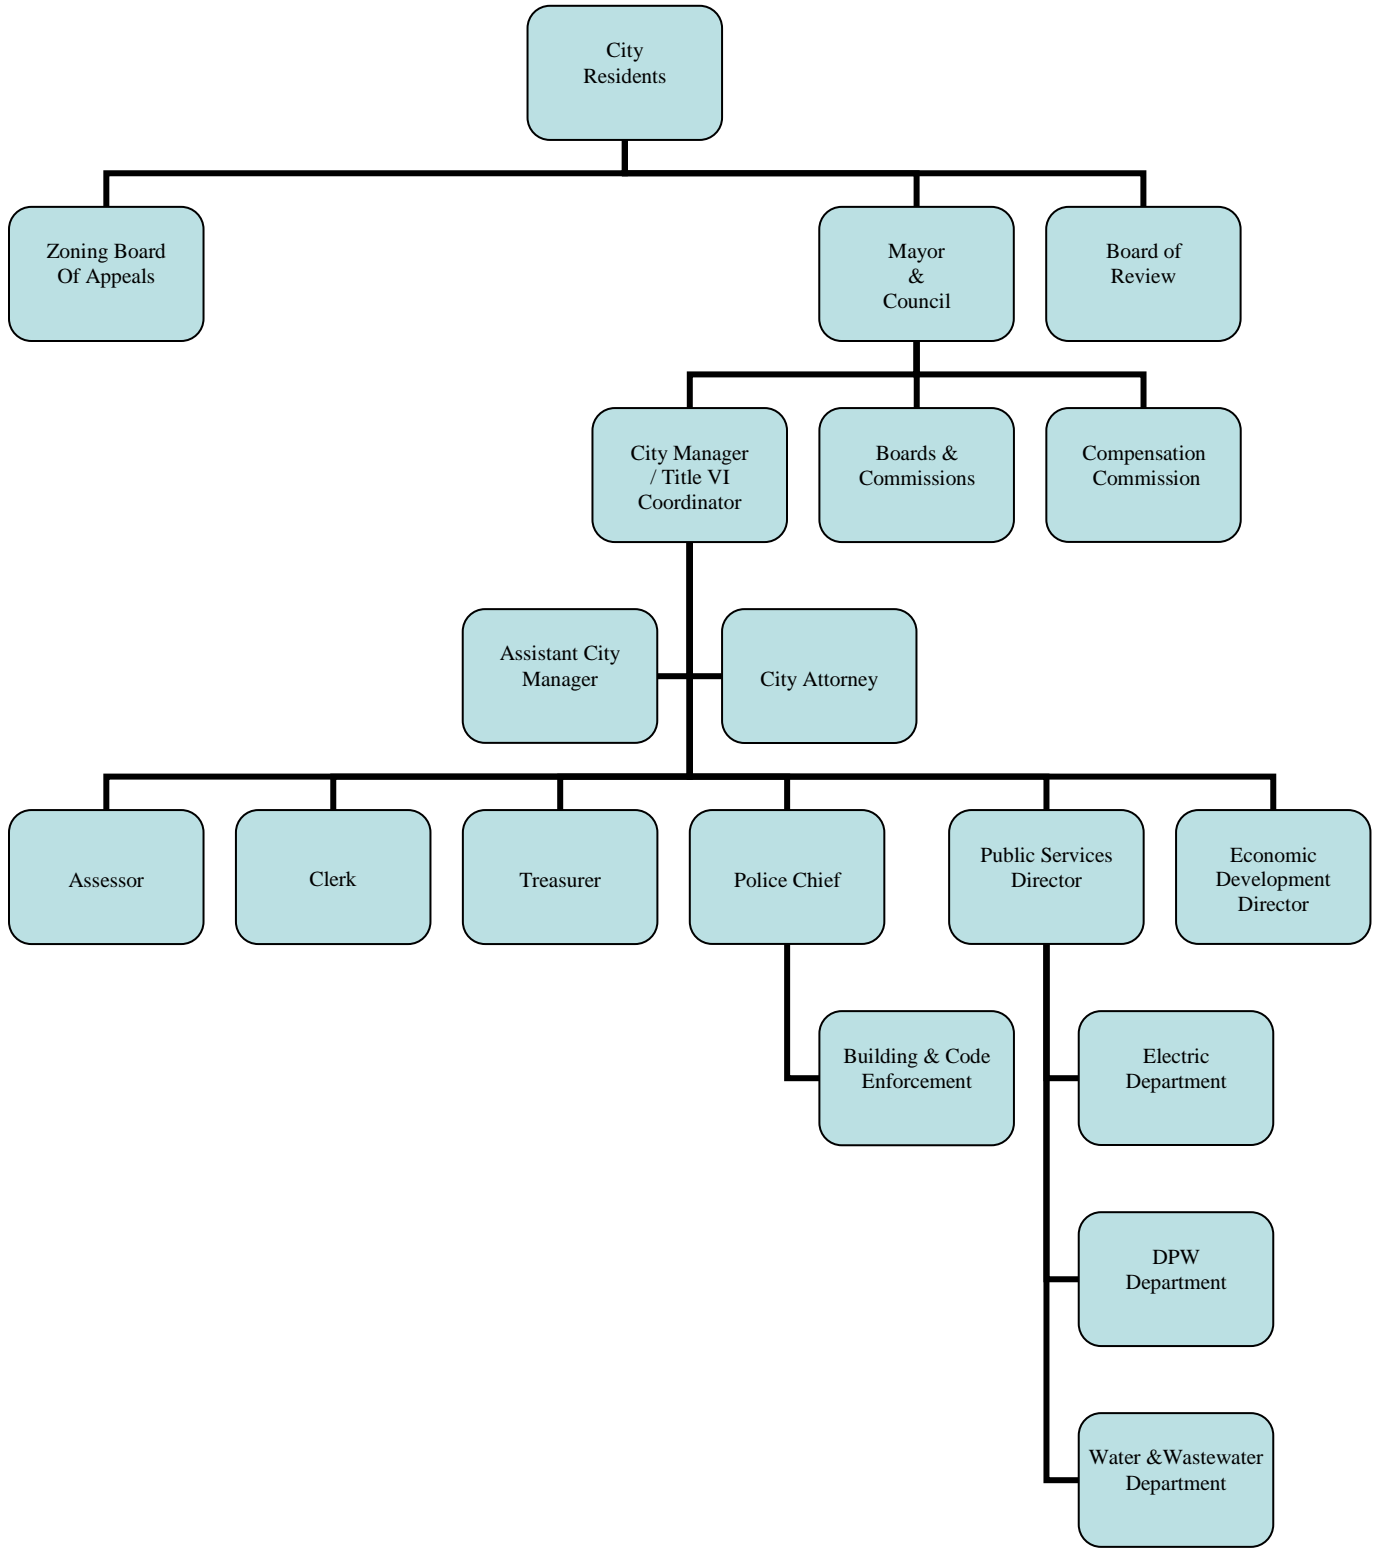 City
Residents
Zoning Board
Of Appeals
Mayor
&
Council
Board of
Review
City Manager
/ Title VI
Coordinator
Boards &
Commissions
Compensation
Commission
Assistant City
Manager
City Attorney
Assessor
Clerk
Treasurer
Police Chief
Public Services
Director
Economic
Development
Director
Building & Code
Enforcement
Electric
Department
DPW
Department
Water &Wastewater
Department